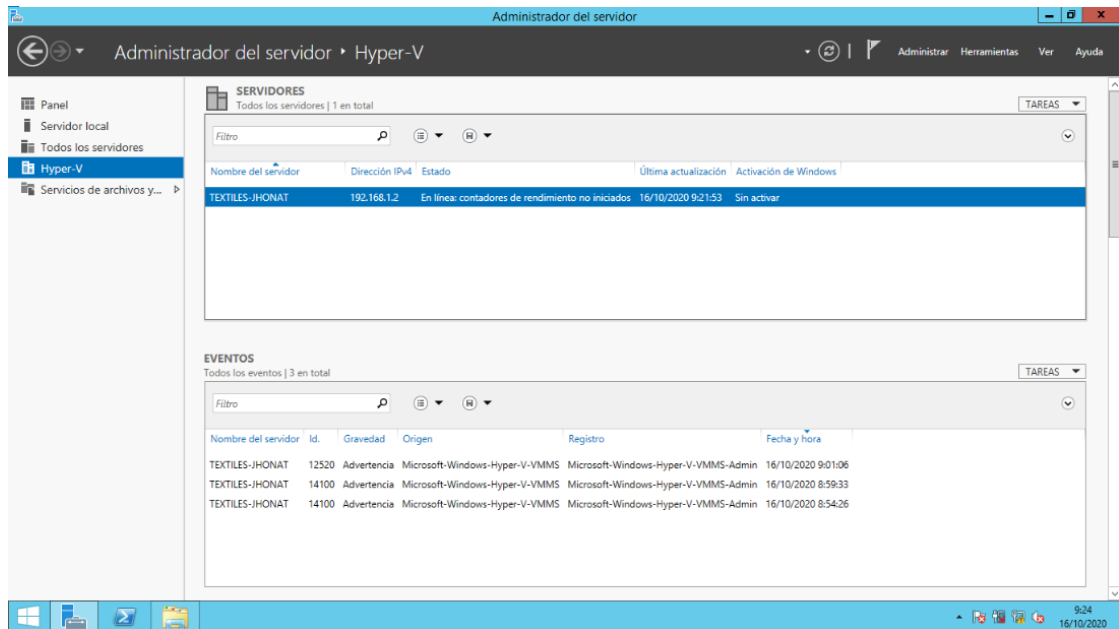 Administrador del servidor
Administrador del servidor ‣ Hyper-V
Administrar Herramientas Ver Ayuda
Panel
Servidor local
Todos los servidores
Hyper-V
Servicios de archivos y...
SERVIDORES
Todos los servidores | 1 en total
TAREAS
Filtro
Nombre del servidor Dirección IPv4 Estado Última actualización Activación de Windows
TEXTILES-JHONAT 192.168.1.2 En línea: contadores de rendimiento no iniciados 16/10/2020 9:21:53 Sin activar
EVENTOS
Todos los eventos | 3 en total
TAREAS
Filtro
Nombre del servidor Id. Gravedad Origen Registro Fecha y hora
TEXTILES-JHONAT 12520 Advertencia Microsoft-Windows-Hyper-V-VMMS Microsoft-Windows-Hyper-V-VMMS-Admin 16/10/2020 9:01:06
TEXTILES-JHONAT 14100 Advertencia Microsoft-Windows-Hyper-V-VMMS Microsoft-Windows-Hyper-V-VMMS-Admin 16/10/2020 8:59:33
TEXTILES-JHONAT 14100 Advertencia Microsoft-Windows-Hyper-V-VMMS Microsoft-Windows-Hyper-V-VMMS-Admin 16/10/2020 8:54:26
9:24
16/10/2020